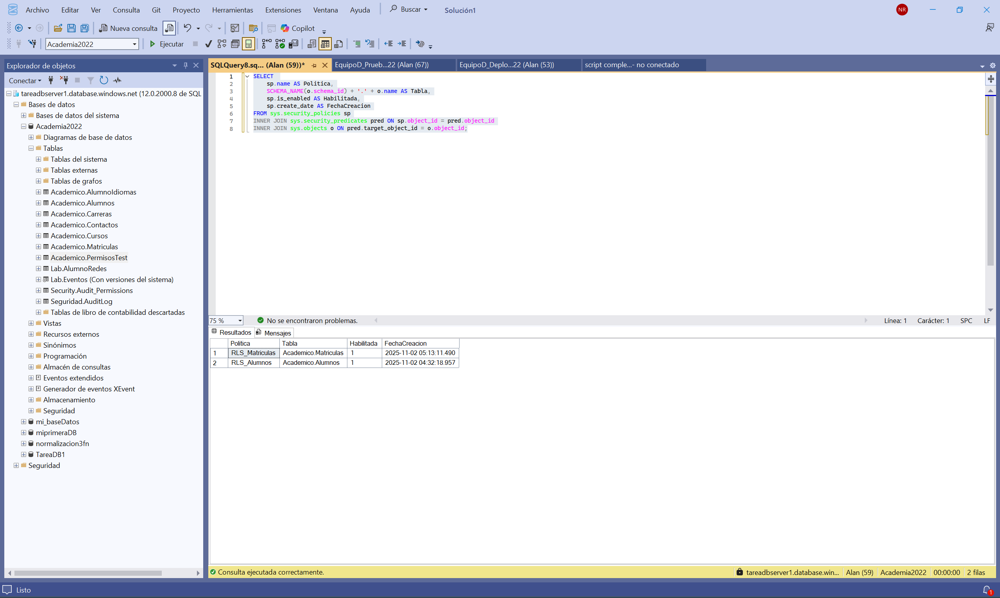 Archivo Editar Ver Consulta Git Proyecto Herramientas Extensiones Ventana Ayuda Buscar Solución1 NR
Nueva consulta Copilot
Academia2022 Ejecutar
Explorador de objetos
Conectar
tareadbserver1.database.windows.net (12.0.2000.8 de SQL
Bases de datos
Bases de datos del sistema
Academia2022
Diagramas de base de datos
Tablas
Tablas del sistema
Tablas externas
Tablas de grafos
Academico.AlumnoIdiomas
Academico.Alumnos
Academico.Carreras
Academico.Contactos
Academico.Cursos
Academico.Matriculas
Academico.PermisosTest
Lab.AlumnoRedes
Lab.Eventos (Con versiones del sistema)
Security.Audit_Permissions
Seguridad.AuditLog
Tablas de libro de contabilidad descartadas
Vistas
Recursos externos
Sinónimos
Programación
Almacén de consultas
Eventos extendidos
Generador de eventos XEvent
Almacenamiento
Seguridad
mi_baseDatos
miprimeraDB
normalizacion3fn
TareaDB1
Seguridad
SQLQuery8.sq... (Alan (59))* EquipoD_Prueb...22 (Alan (67)) EquipoD_Deplo...22 (Alan (53)) script comple...- no conectado
1 SELECT
2 sp.name AS Politica,
3 SCHEMA_NAME(o.schema_id) + '.' + o.name AS Tabla,
4 sp.is_enabled AS Habilitada,
5 sp.create_date AS FechaCreacion
6 FROM sys.security_policies sp
7 INNER JOIN sys.security_predicates pred ON sp.object_id = pred.object_id
8 INNER JOIN sys.objects o ON pred.target_object_id = o.object_id;
75 % No se encontraron problemas. Línea: 1 Carácter: 1 SPC LF
Resultados Mensajes
Politica Tabla Habilitada FechaCreacion
1 RLS_Matriculas Academico.Matriculas 1 2025-11-02 05:13:11.490
2 RLS_Alumnos Academico.Alumnos 1 2025-11-02 04:32:18.957
Consulta ejecutada correctamente. tareadbserver1.database.win... Alan (59) Academia2022 00:00:00 2 filas
Listo 1